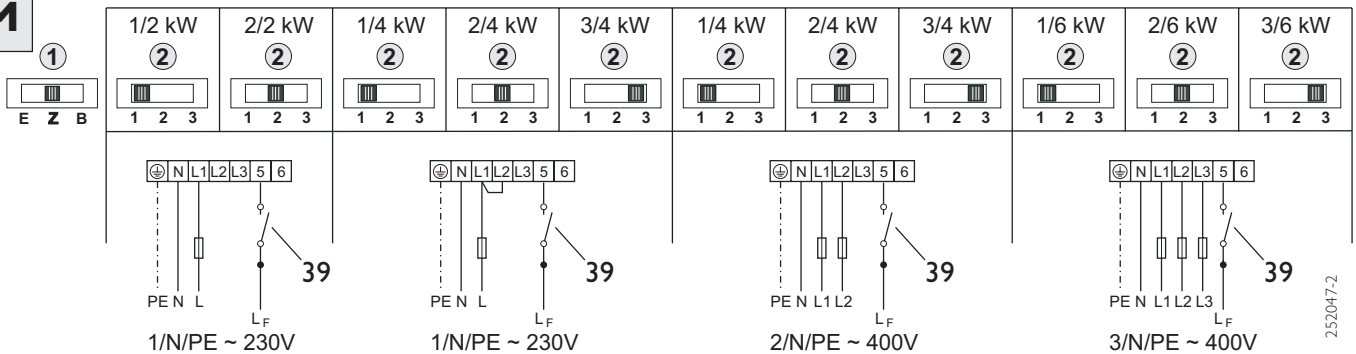 1/2 kW 2/2 kW 1/4 kW 2/4 kW 3/4 kW 1/4 kW 2/4 kW 3/4 kW 1/6 kW 2/6 kW 3/6 kW
1 2 2 2 2 2 2 2 2 2 2 2
E Z B 1 2 3 1 2 3 1 2 3 1 2 3 1 2 3 1 2 3 1 2 3 1 2 3 1 2 3 1 2 3 1 2 3
N L1 L2 L3 5 6 N L1 L2 L3 5 6 N L1 L2 L3 5 6 N L1 L2 L3 5 6
39 39 39 39
PE N L PE N L PE N L1 L2 PE N L1 L2 L3
LF LF LF LF
1/N/PE ~ 230V 1/N/PE ~ 230V 2/N/PE ~ 400V 3/N/PE ~ 400V
252047-2